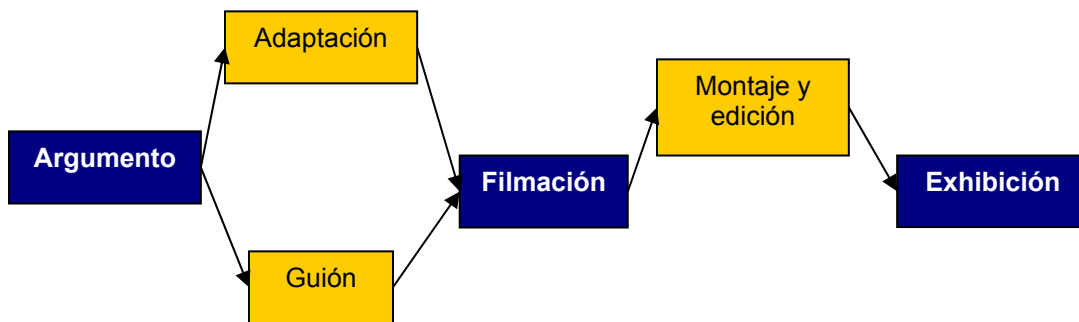 Adaptación
Montaje y
edición
Argumento
Filmación
Exhibición
Guión